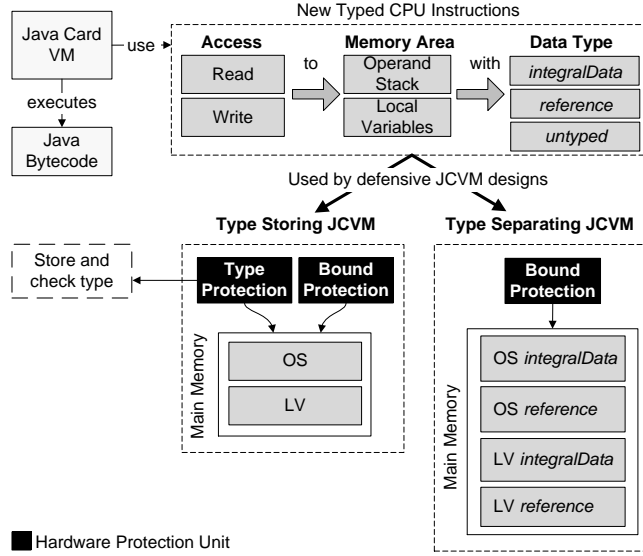 New Typed CPU Instructions
Java Card
VM
use
executes
Java
Bytecode
Access
Read
Write
to
Memory Area
Operand
Stack
Local
Variables
with
Data Type
integralData
reference
untyped
Used by defensive JCVM designs
Type Storing JCVM
Store and
check type
Type
Protection
Bound
Protection
Main Memory
OS
LV
Type Separating JCVM
Bound
Protection
Main Memory
OS integralData
OS reference
LV integralData
LV reference
Hardware Protection Unit